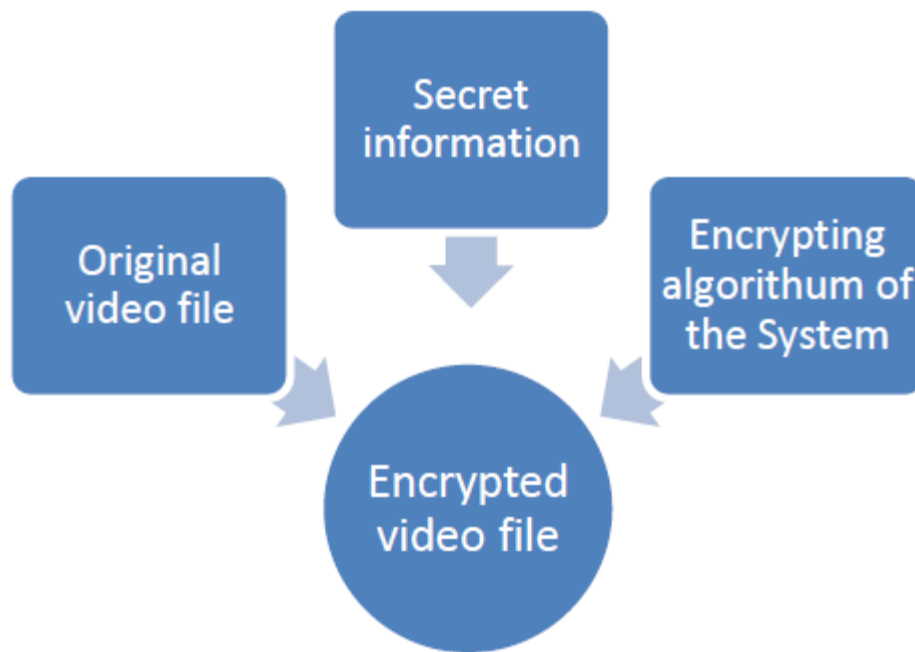 Secret
information
Original
video file
Encrypting
algorithum of
the System
Encrypted
video file